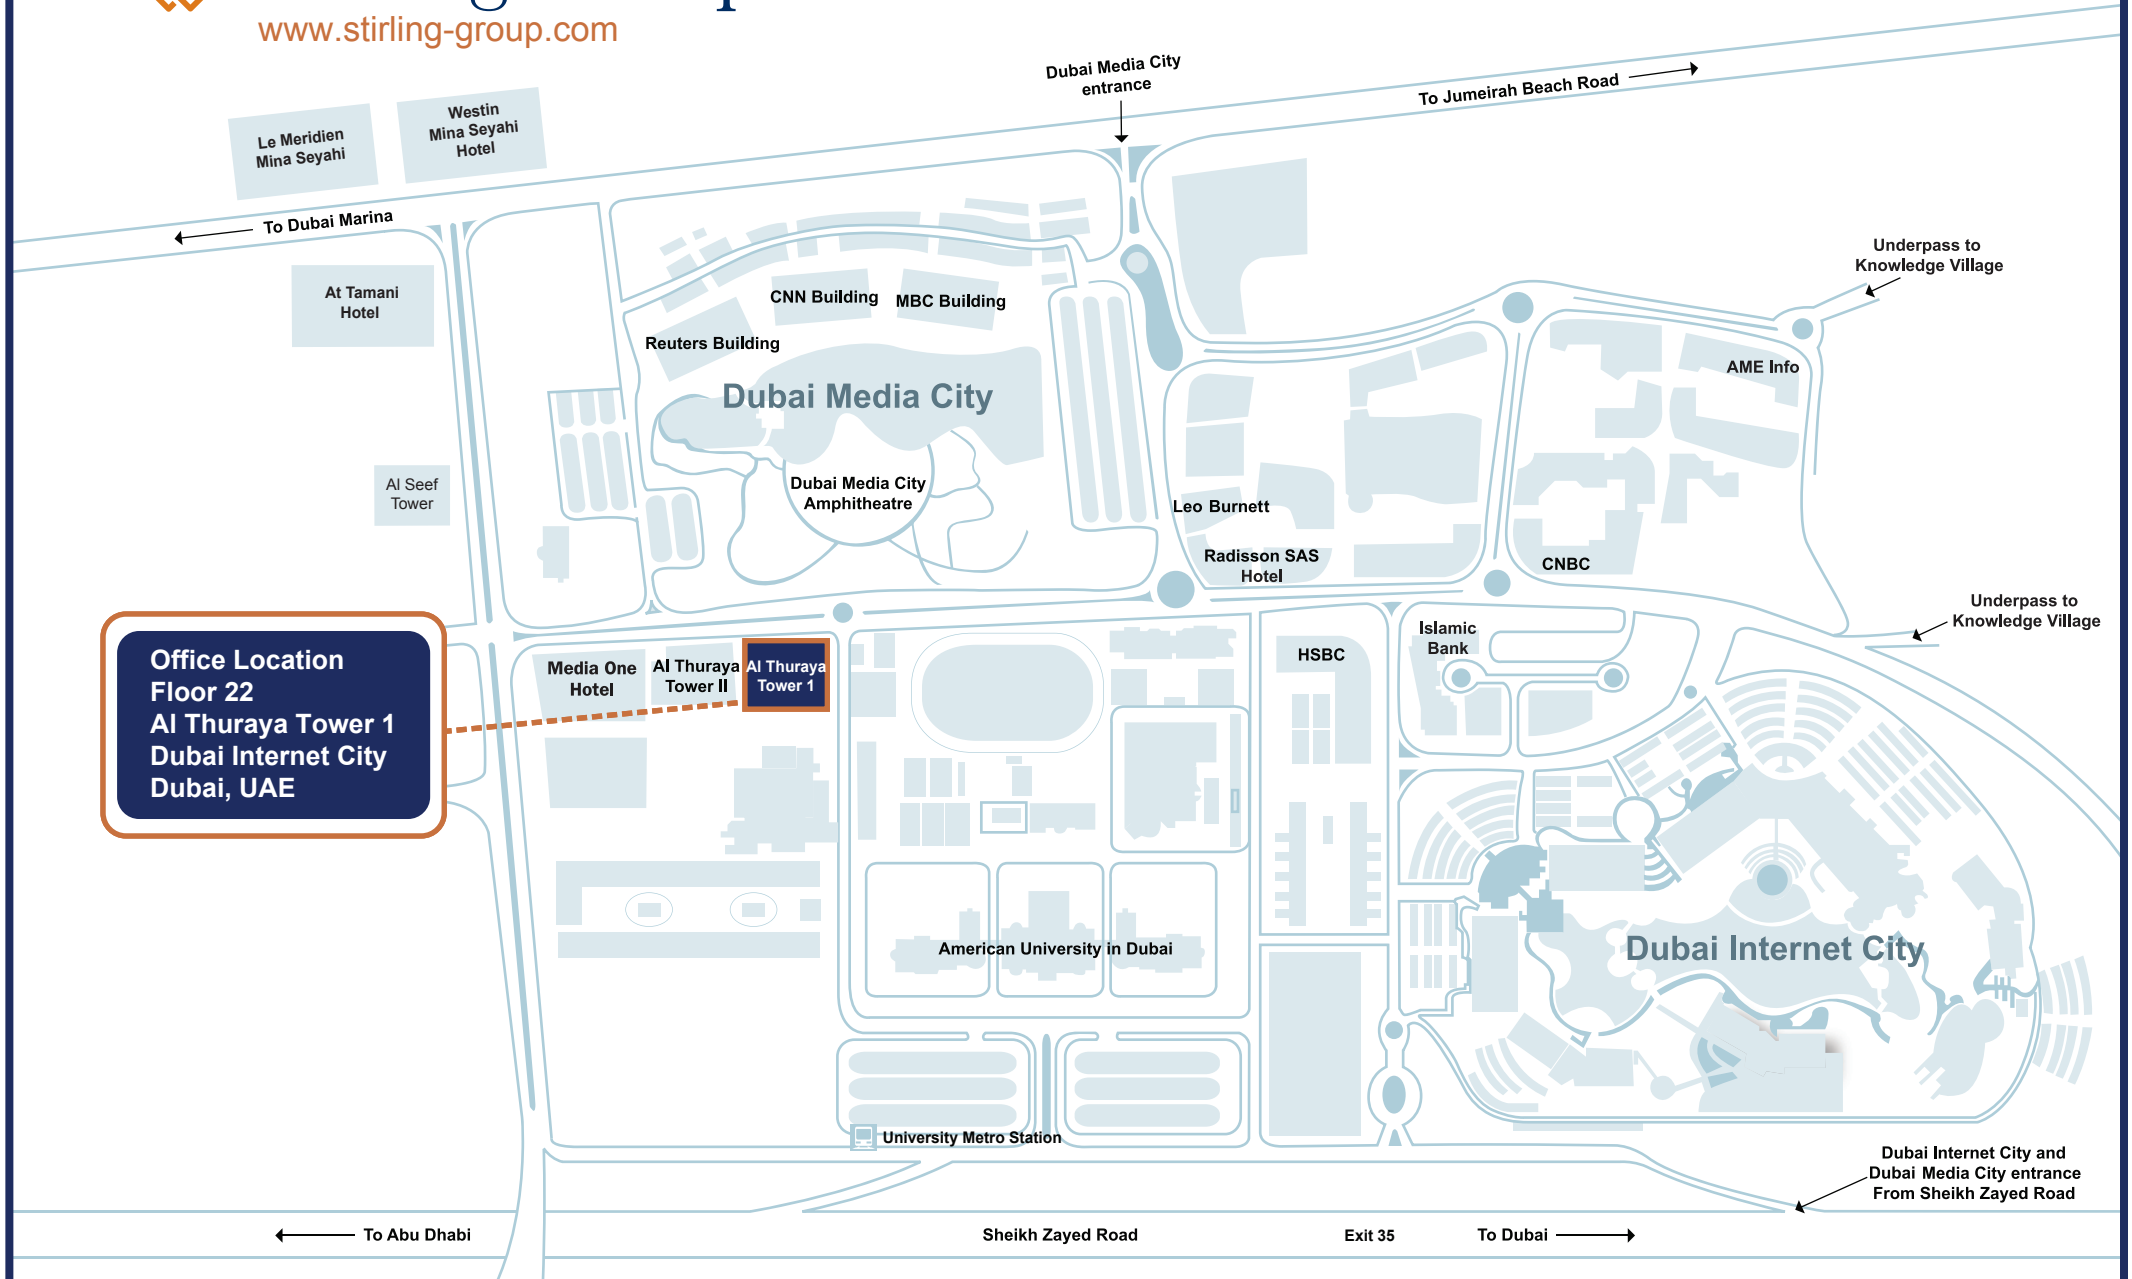 www.stirling-group.com
Dubai Media City
entrance
To Jumeirah Beach Road
Le Meridien
Mina Seyahi
Westin
Mina Seyahi
Hotel
To Dubai Marina
Underpass to
Knowledge Village
At Tamani
Hotel
CNN Building
MBC Building
Reuters Building
AME Info
Dubai Media City
Al Seef
Tower
Dubai Media City
Amphitheatre
Leo Burnett
Radisson SAS
Hotel
CNBC
Underpass to
Knowledge Village
Office Location
Floor 22
Al Thuraya Tower 1
Dubai Internet City
Dubai, UAE
Media One
Hotel
Al Thuraya
Tower II
Al Thuraya
Tower 1
HSBC
Islamic
Bank
American University in Dubai
Dubai Internet City
University Metro Station
Dubai Internet City and
Dubai Media City entrance
From Sheikh Zayed Road
To Abu Dhabi
Sheikh Zayed Road
Exit 35
To Dubai